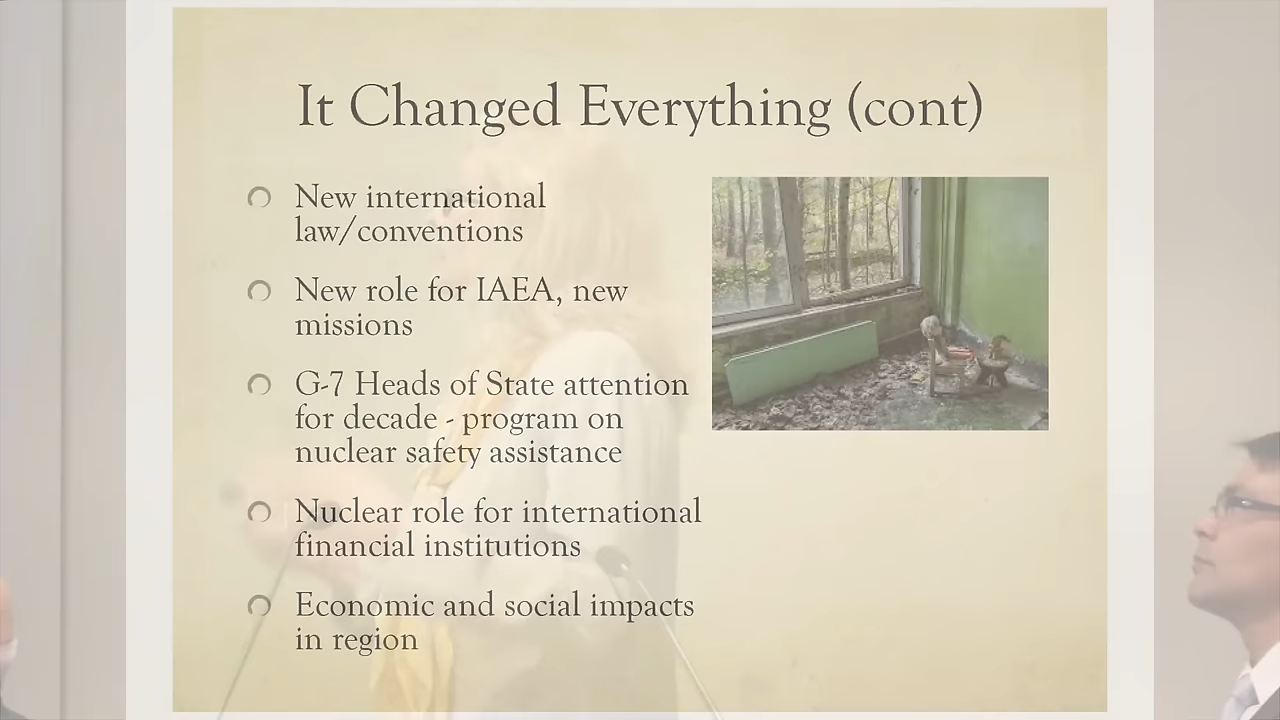 It Changed Everything (cont)
New international
law/conventions
New role for IAEA, new
missions
G-7 Heads of State attention
for decade - program on
nuclear safety assistance
Nuclear role for international
financial institutions
Economic and social impacts
in region